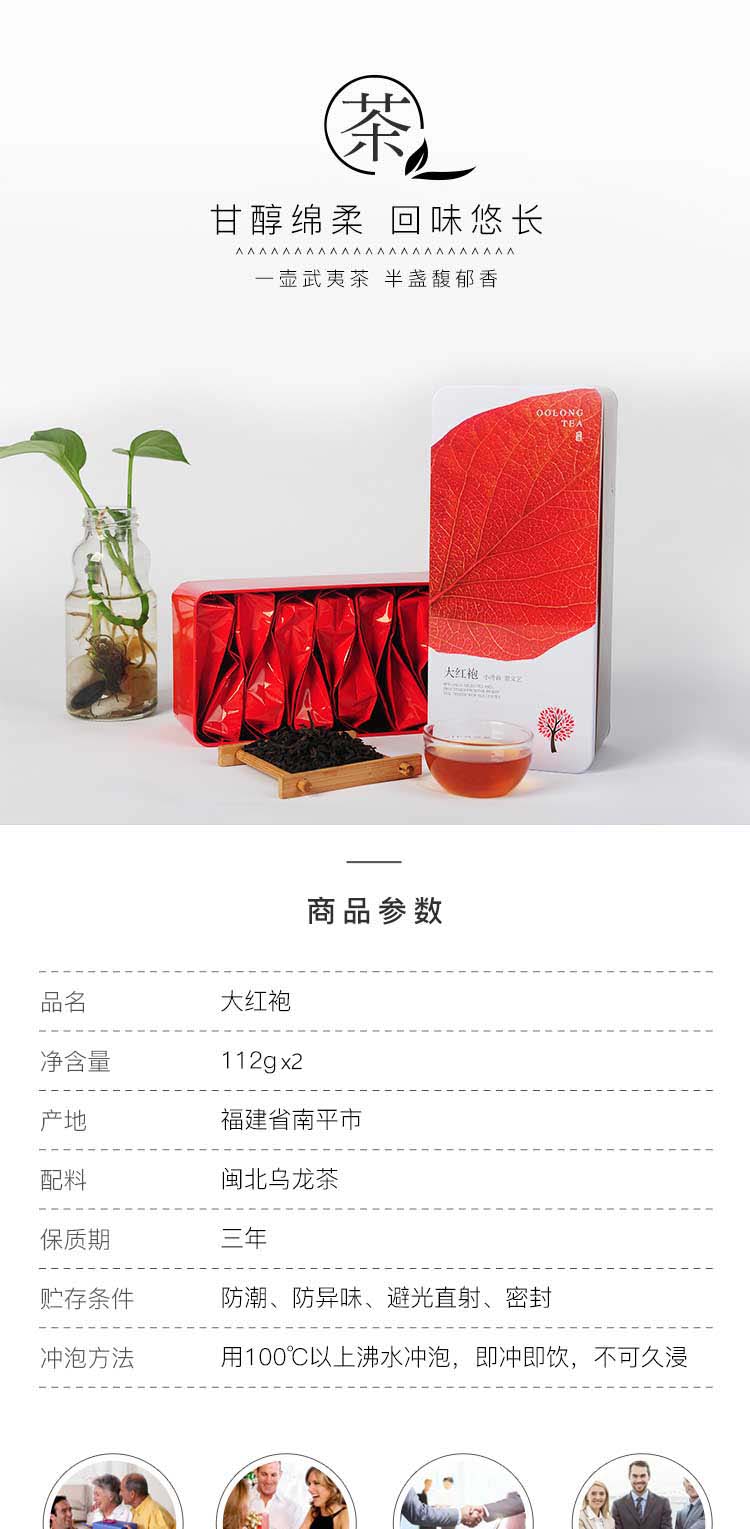 茶
甘醇绵柔 回味悠长
一壶武夷茶 半盏馥郁香
OOLONG
TEA
大红袍
商品参数
品名 大红袍
净含量 112gx2
产地 福建省南平市
配料 闽北乌龙茶
保质期 三年
贮存条件 防潮、防异味、避光直射、密封
冲泡方法 用100℃以上沸水冲泡，即冲即饮，不可久浸